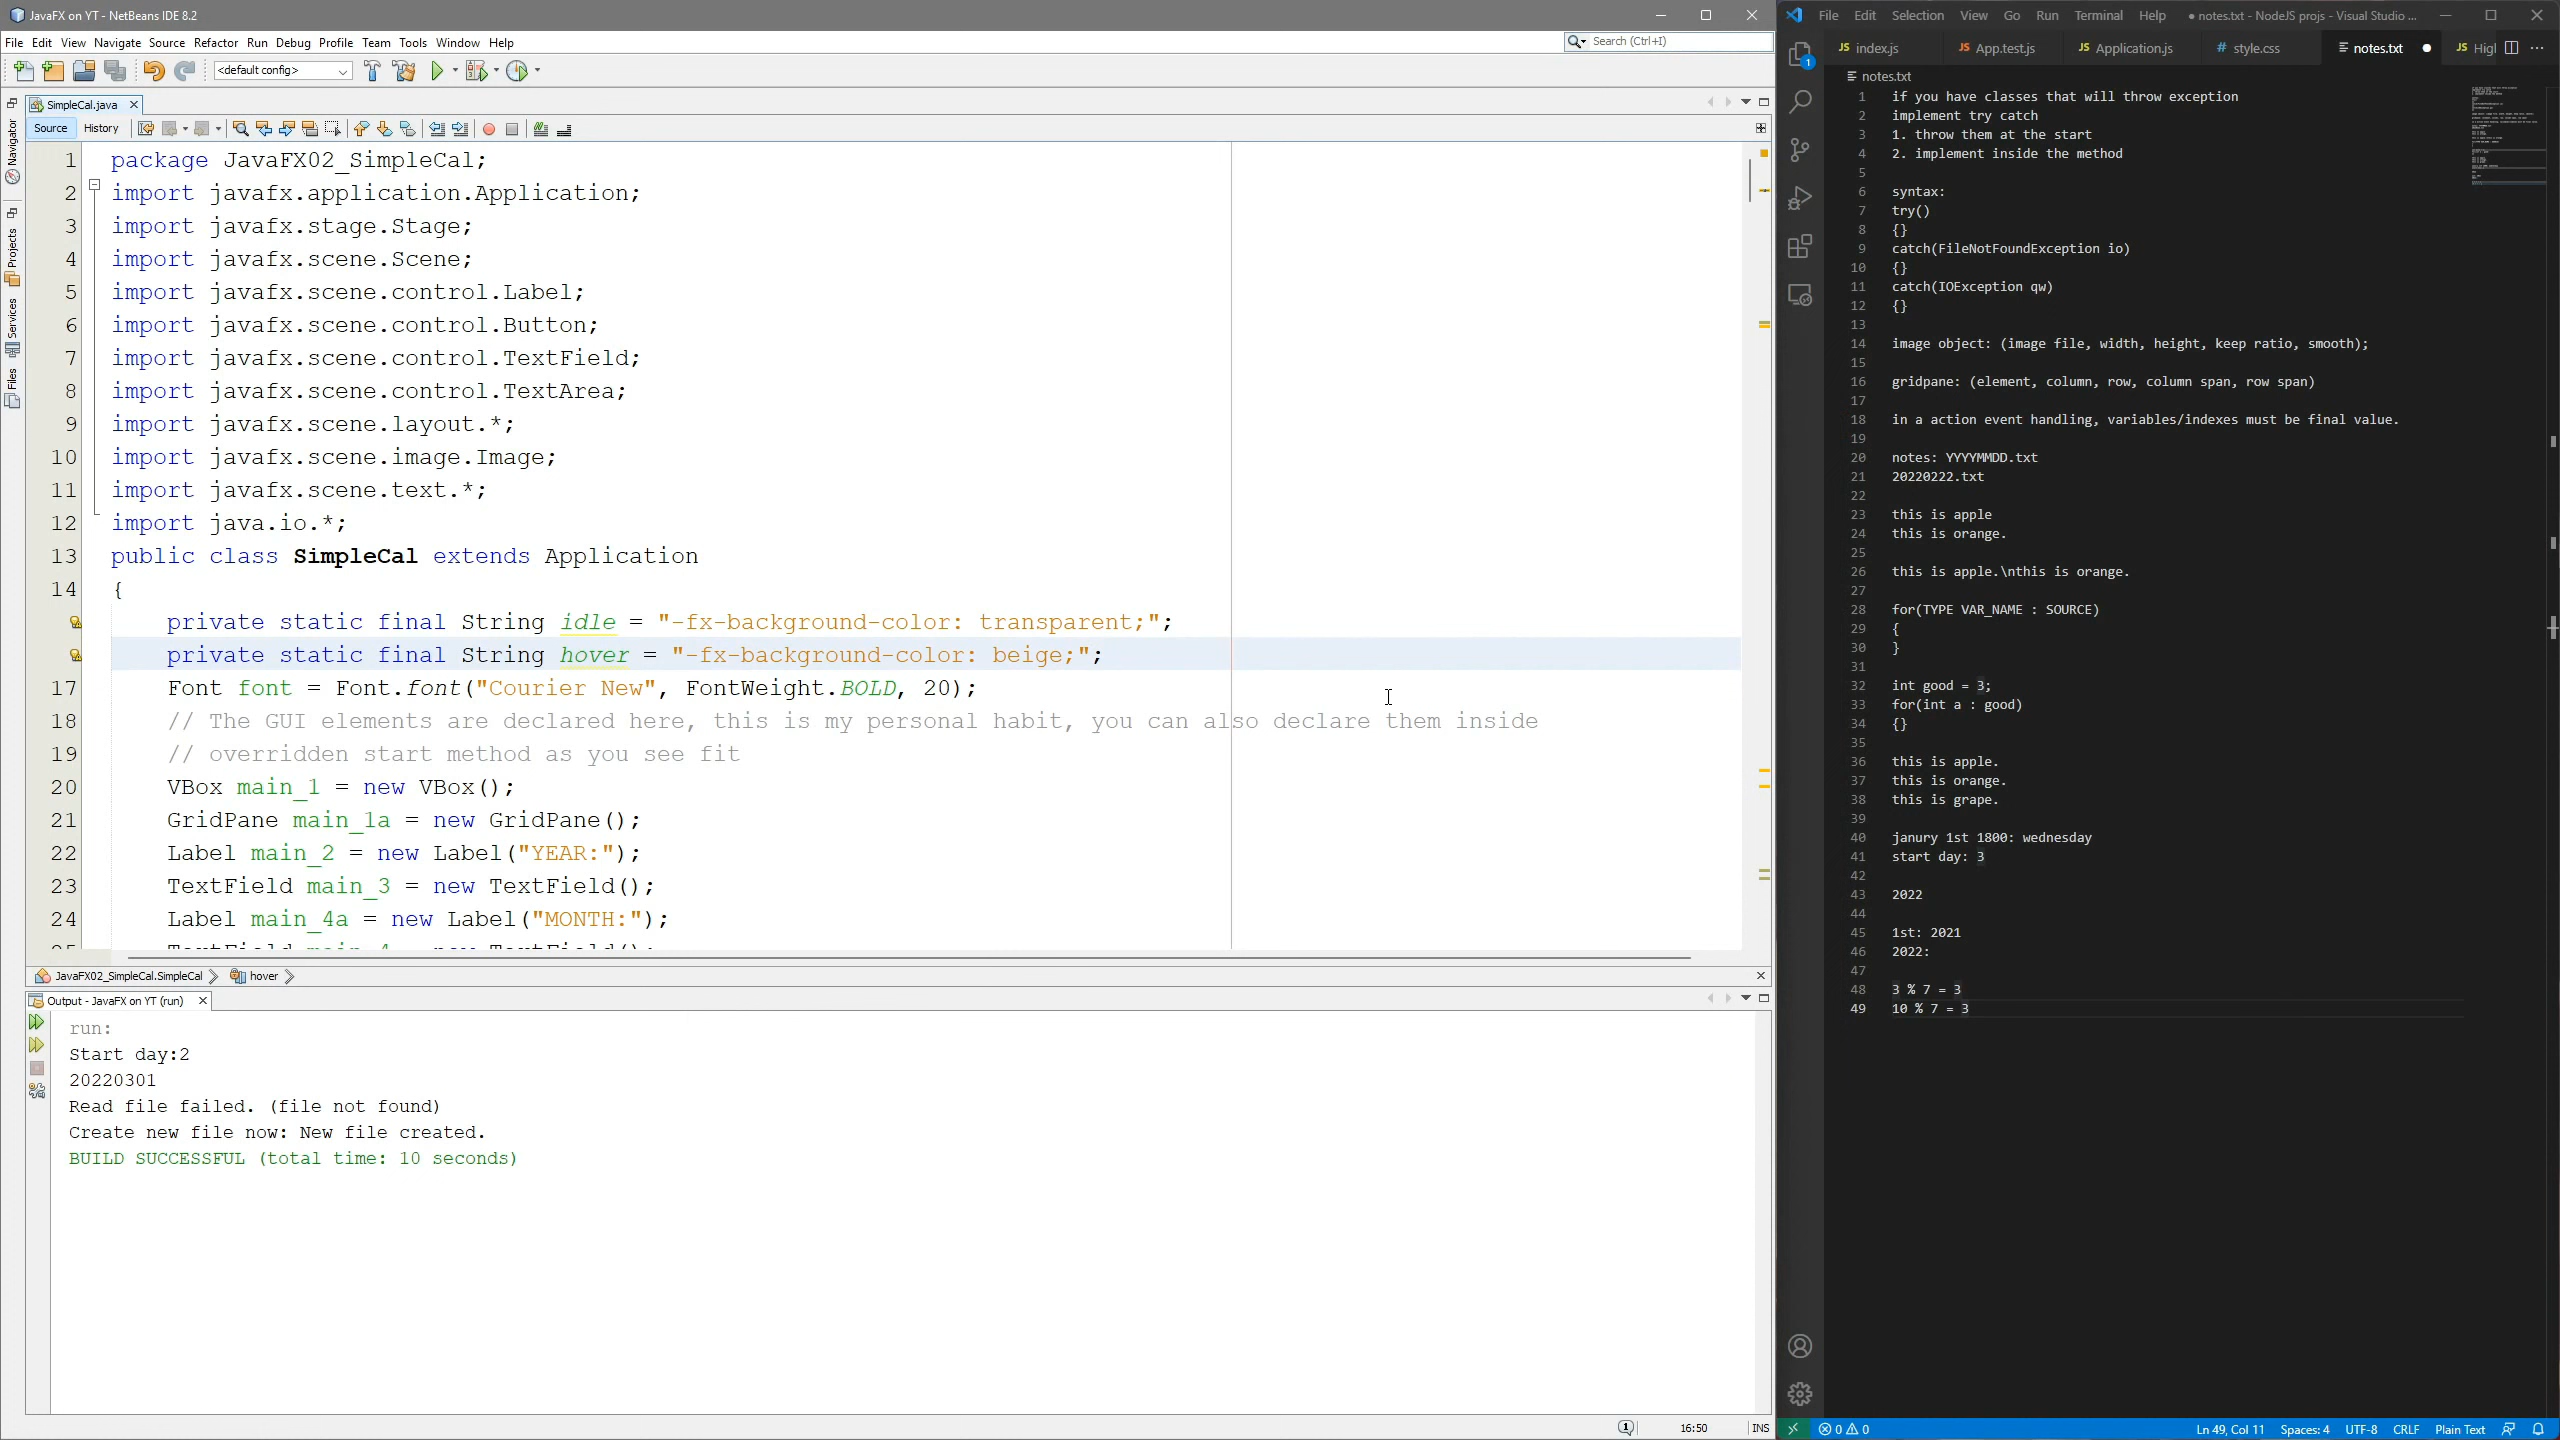 JavaFX on YT - NetBeans IDE 8.2
File Edit View Navigate Source Refactor Run Debug Profile Team Tools Window Help
Search (Ctrl+I)
<default config>
SimpleCal.java
Source History
Navigator
Projects
Services
Files
1 package JavaFX02_SimpleCal;
2 import javafx.application.Application;
3 import javafx.stage.Stage;
4 import javafx.scene.Scene;
5 import javafx.scene.control.Label;
6 import javafx.scene.control.Button;
7 import javafx.scene.control.TextField;
8 import javafx.scene.control.TextArea;
9 import javafx.scene.layout.*;
10 import javafx.scene.image.Image;
11 import javafx.scene.text.*;
12 import java.io.*;
13 public class SimpleCal extends Application
14 {
private static final String idle = "-fx-background-color: transparent;";
private static final String hover = "-fx-background-color: beige;";
17 Font font = Font.font("Courier New", FontWeight.BOLD, 20);
18 // The GUI elements are declared here, this is my personal habit, you can also declare them inside
19 // overridden start method as you see fit
20 VBox main_1 = new VBox();
21 GridPane main_1a = new GridPane();
22 Label main_2 = new Label("YEAR:");
23 TextField main_3 = new TextField();
24 Label main_4a = new Label("MONTH:");
JavaFX02_SimpleCal.SimpleCal hover
Output - JavaFX on YT (run)
run:
Start day:2
20220301
Read file failed. (file not found)
Create new file now: New file created.
BUILD SUCCESSFUL (total time: 10 seconds)
1 16:50 INS
File Edit Selection View Go Run Terminal Help ● notes.txt - NodeJS projs - Visual Studio ...
JS index.js JS App.test.js JS Application.js # style.css notes.txt JS Higl
notes.txt
1
1 if you have classes that will throw exception
2 implement try catch
3 1. throw them at the start
4 2. implement inside the method
5
6 syntax:
7 try()
8 {}
9 catch(FileNotFoundException io)
10 {}
11 catch(IOException qw)
12 {}
13
14 image object: (image file, width, height, keep ratio, smooth);
15
16 gridpane: (element, column, row, column span, row span)
17
18 in a action event handling, variables/indexes must be final value.
19
20 notes: YYYYMMDD.txt
21 20220222.txt
22
23 this is apple
24 this is orange.
25
26 this is apple.\nthis is orange.
27
28 for(TYPE VAR_NAME : SOURCE)
29 {
30 }
31
32 int good = 3;
33 for(int a : good)
34 {}
35
36 this is apple.
37 this is orange.
38 this is grape.
39
40 janury 1st 1800: wednesday
41 start day: 3
42
43 2022
44
45 1st: 2021
46 2022:
47
48 3 % 7 = 3
49 10 % 7 = 3
0 0 Ln 49, Col 11 Spaces: 4 UTF-8 CRLF Plain Text